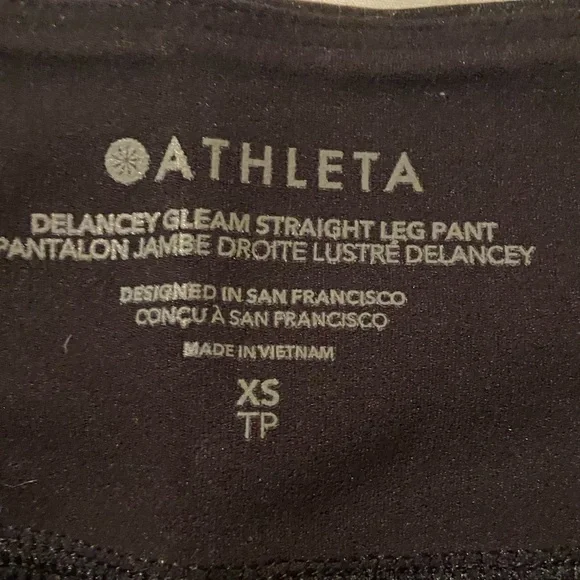 ATHLETA
DELANCEY GLEAM STRAIGHT LEG PANT
PANTALON JAMBE DROITE LUSTRÉ DELANCEY
DESIGNED IN SAN FRANCISCO
CONÇU À SAN FRANCISCO
MADE IN VIETNAM
XS
TP